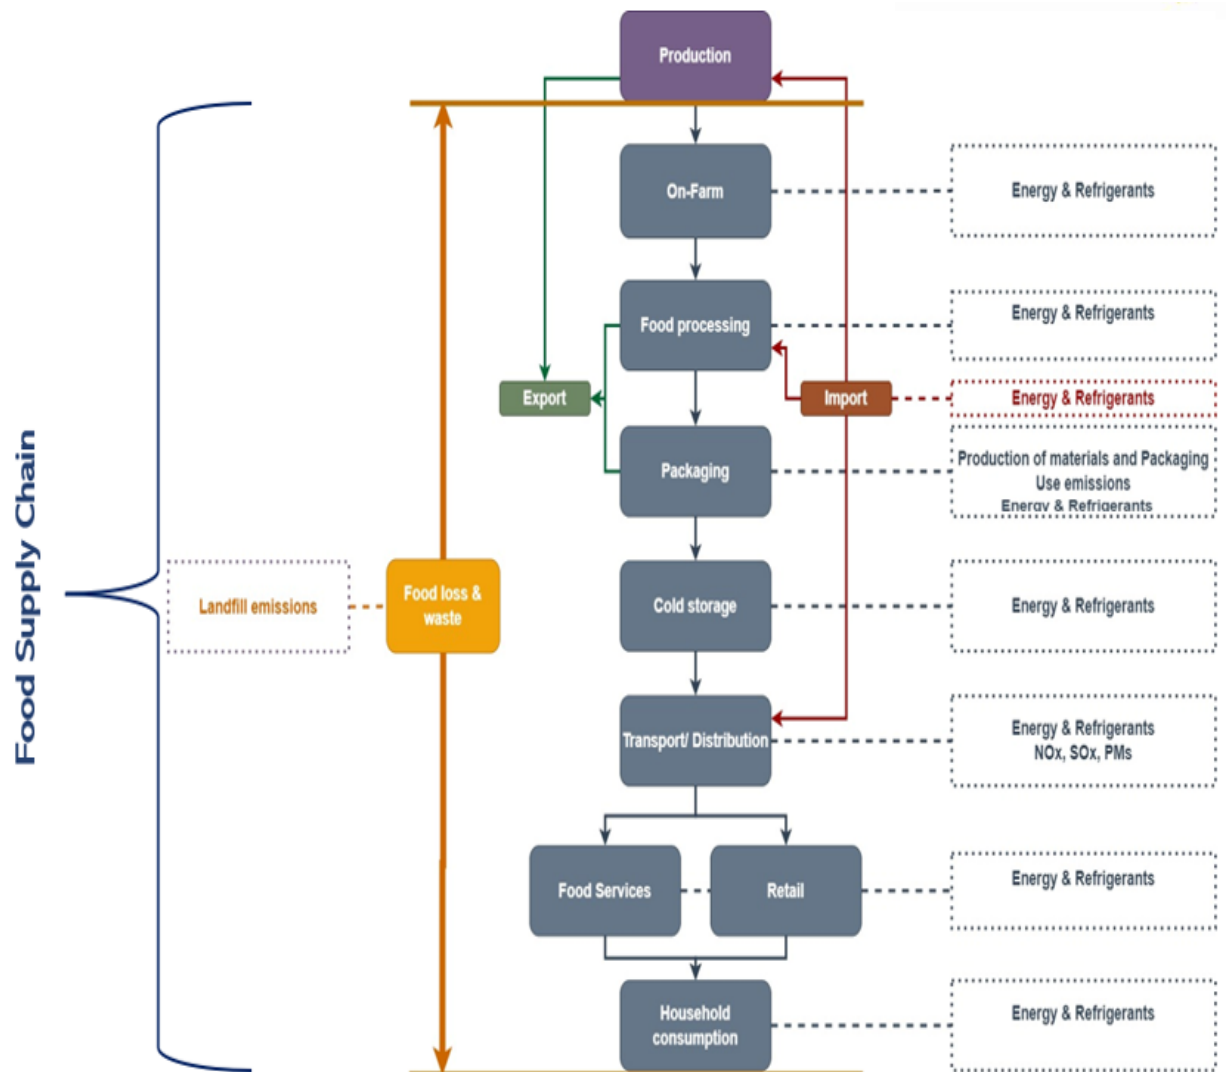 Production
On-Farm
Energy & Refrigerants
Food processing
Energy & Refrigerants
Export
Import
Energy & Refrigerants
Packaging
Production of materials and Packaging
Use emissions
Energy & Refrigerants
Food Supply Chain
Landfill emissions
Food loss &
waste
Cold storage
Energy & Refrigerants
Transport/ Distribution
Energy & Refrigerants
NOx, SOx, PMs
Food Services
Retail
Energy & Refrigerants
Household
consumption
Energy & Refrigerants